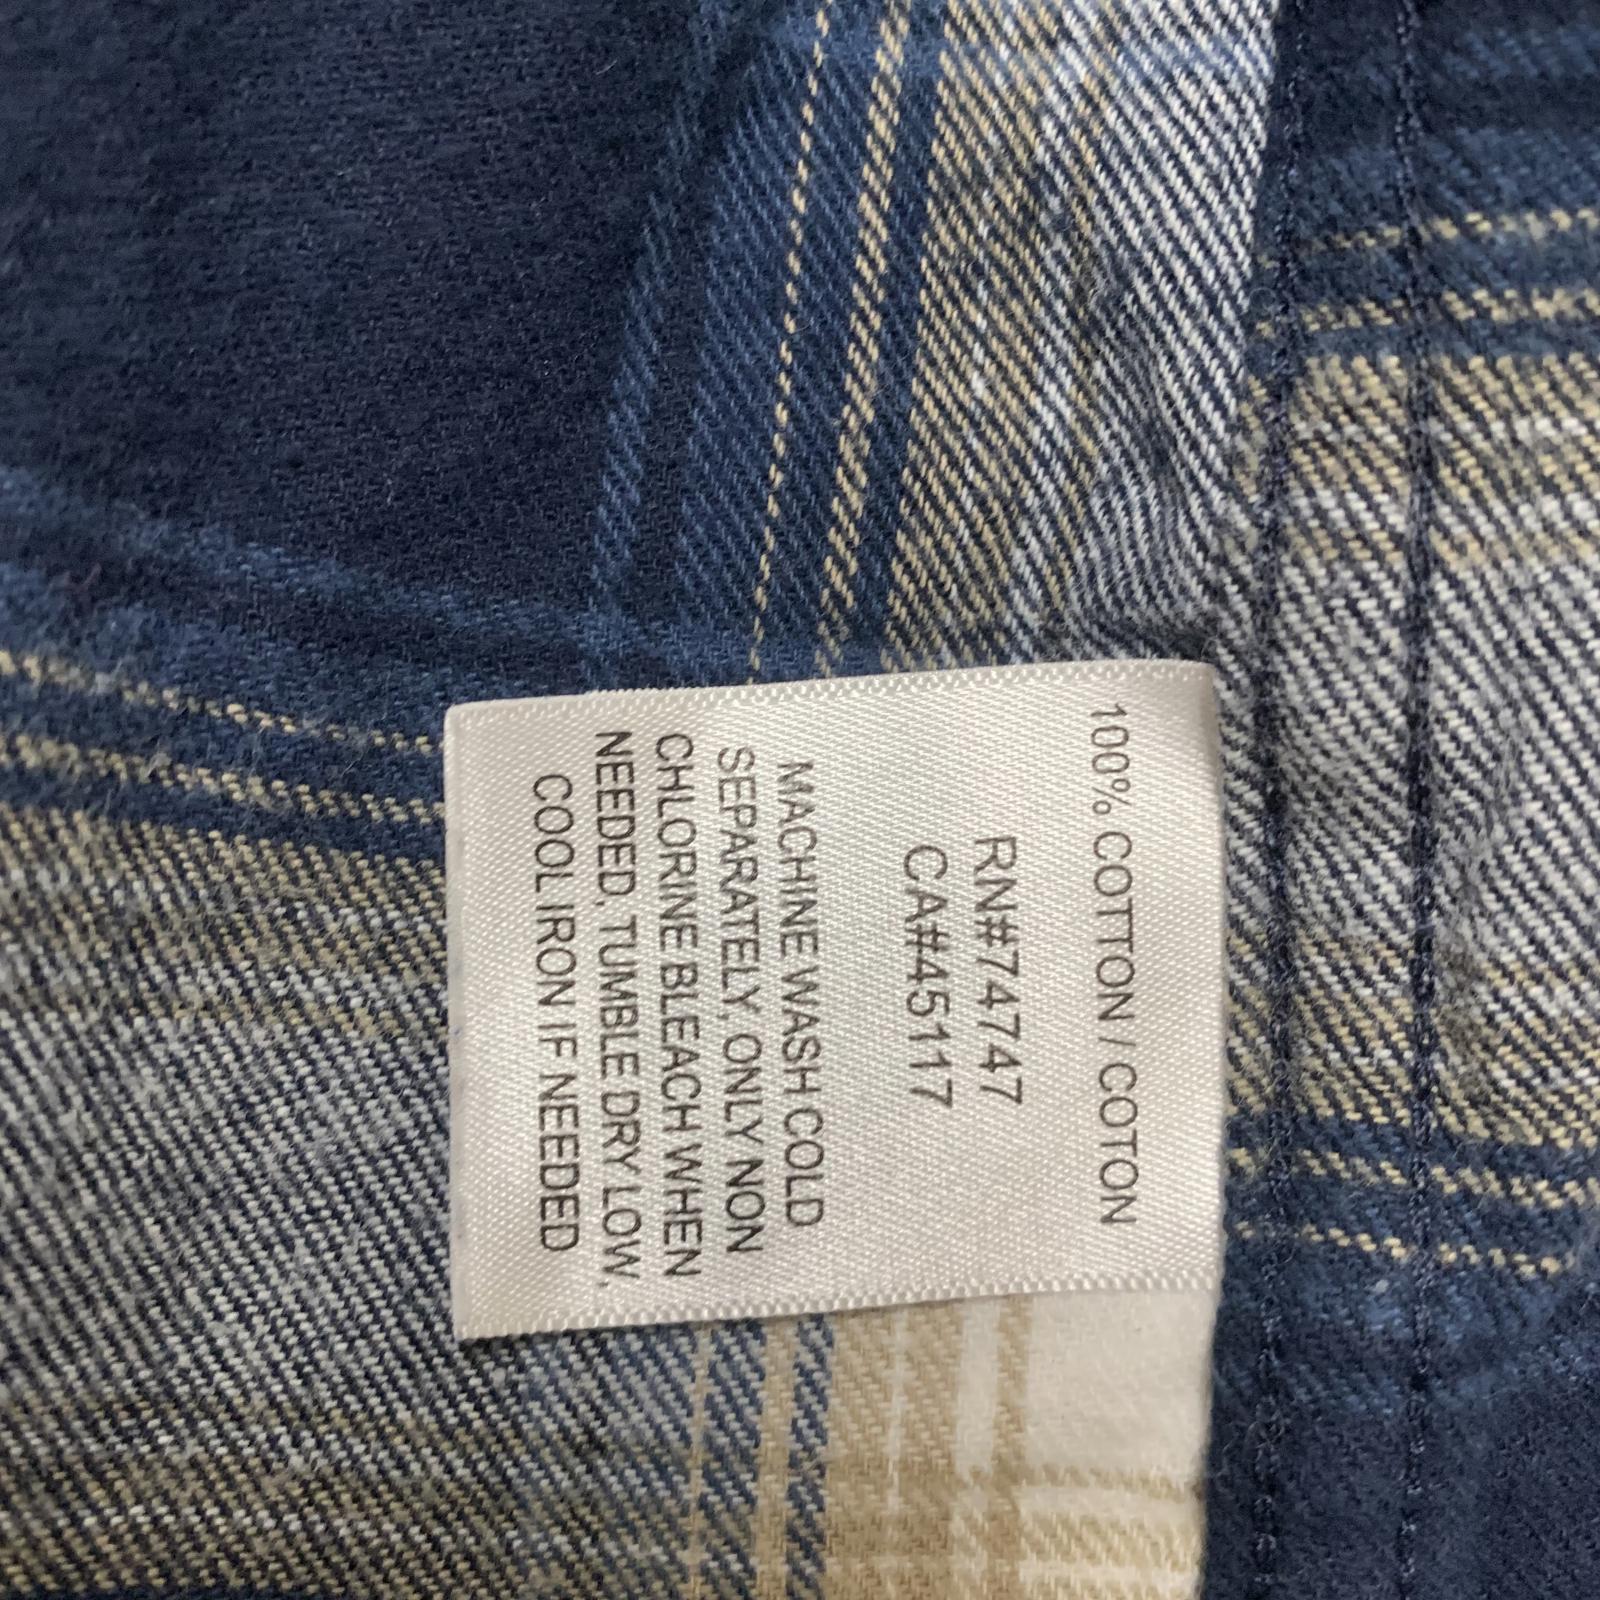 100% COTTON / COTON
RN#74747
CA#45117
MACHINE WASH COLD
SEPARATELY, ONLY NON
CHLORINE BLEACH WHEN
NEEDED, TUMBLE DRY LOW,
COOL IRON IF NEEDED